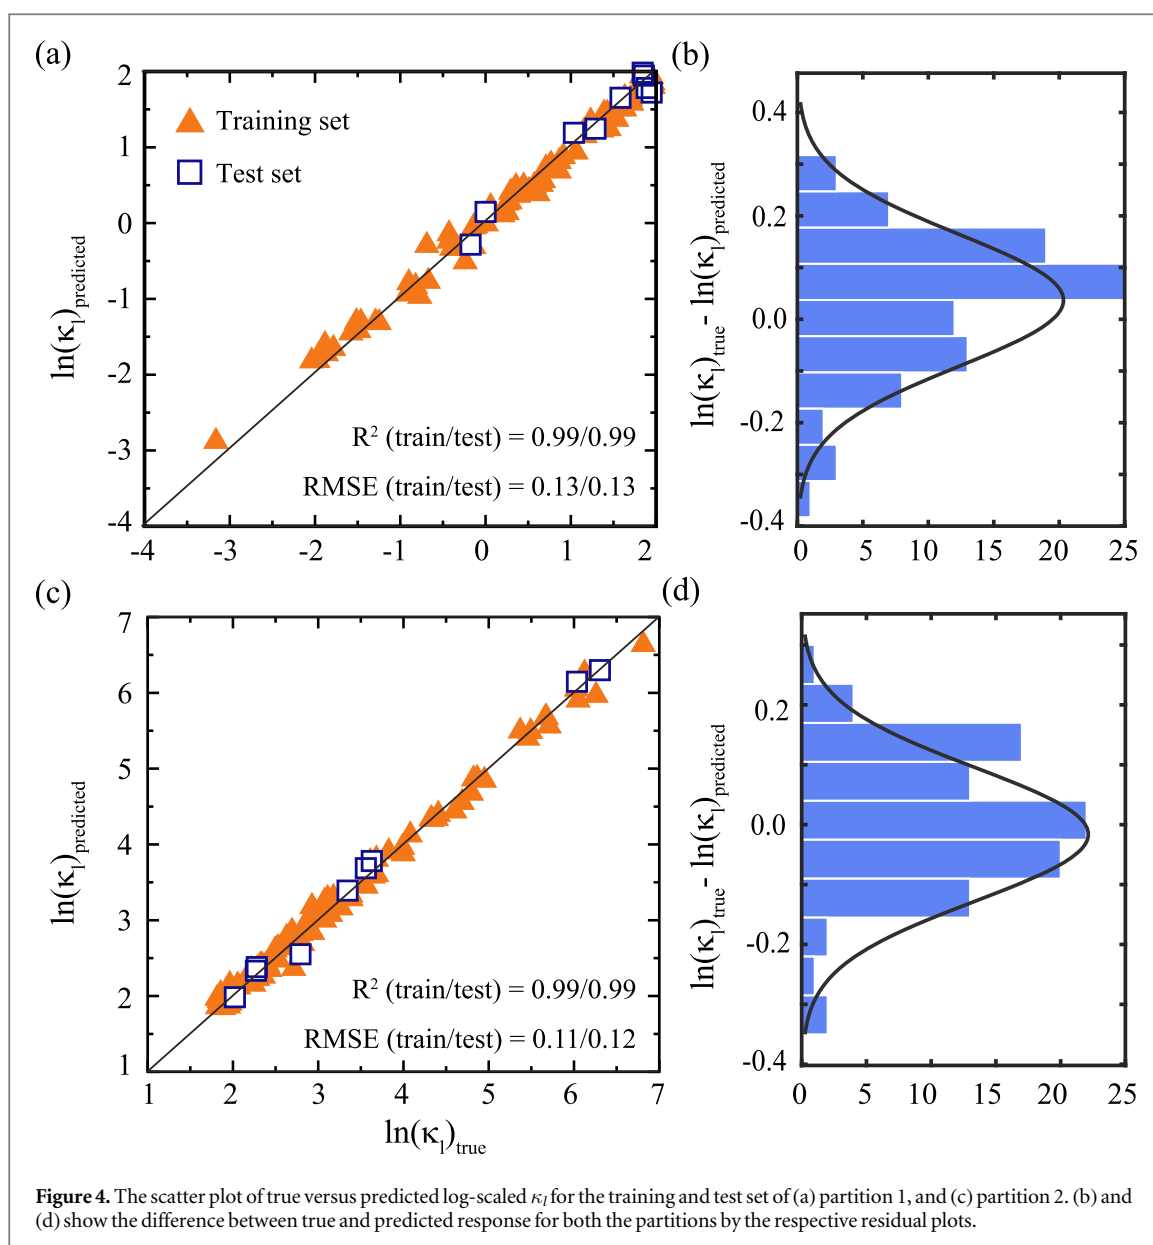 (a)
2
1
0
-1
-2
-3
-4
ln(κl)predicted
Training set
Test set
R² (train/test) = 0.99/0.99
RMSE (train/test) = 0.13/0.13
-4 -3 -2 -1 0 1 2
(b)
0.4
0.2
0.0
-0.2
-0.4
ln(κl)true - ln(κl)predicted
0 5 10 15 20 25
(c)
7
6
5
4
3
2
1
ln(κl)predicted
R² (train/test) = 0.99/0.99
RMSE (train/test) = 0.11/0.12
1 2 3 4 5 6 7
ln(κl)true
(d)
0.2
0.0
-0.2
-0.4
ln(κl)true - ln(κl)predicted
0 5 10 15 20 25
Figure 4. The scatter plot of true versus predicted log-scaled κl for the training and test set of (a) partition 1, and (c) partition 2. (b) and
(d) show the difference between true and predicted response for both the partitions by the respective residual plots.